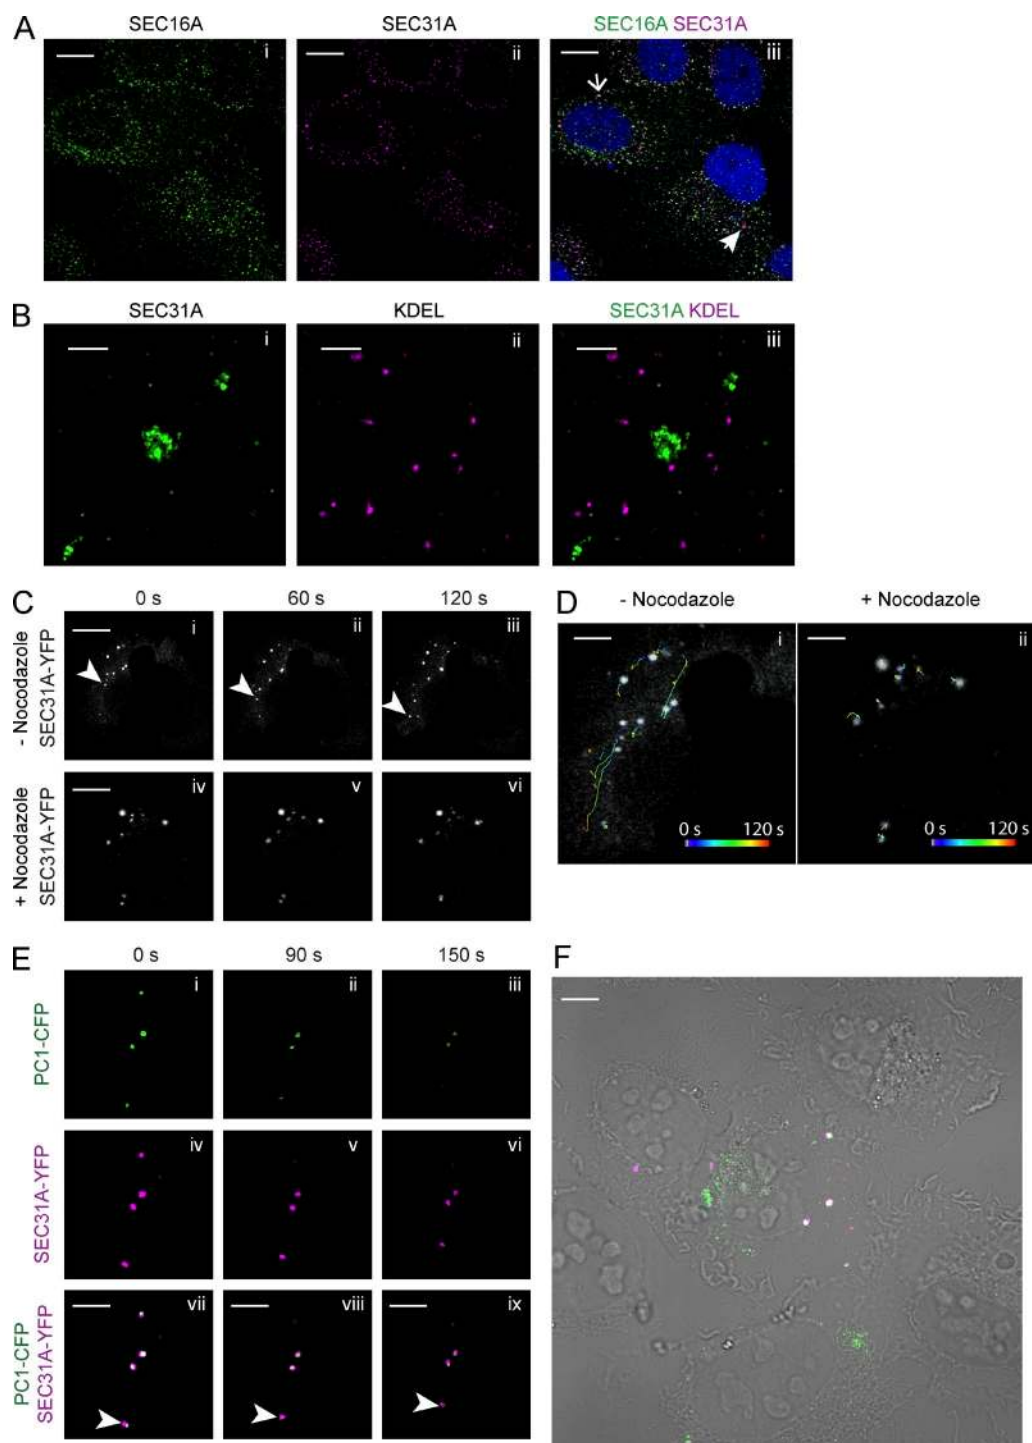 A
SEC16A
SEC31A
SEC16A SEC31A
i
ii
iii
B
SEC31A
KDEL
SEC31A KDEL
i
ii
iii
C
0 s
60 s
120 s
- Nocodazole
SEC31A-YFP
i
ii
iii
+ Nocodazole
SEC31A-YFP
iv
v
vi
D
- Nocodazole
+ Nocodazole
i
ii
0 s
120 s
0 s
120 s
E
0 s
90 s
150 s
PC1-CFP
i
ii
iii
SEC31A-YFP
iv
v
vi
PC1-CFP
SEC31A-YFP
vii
viii
ix
F